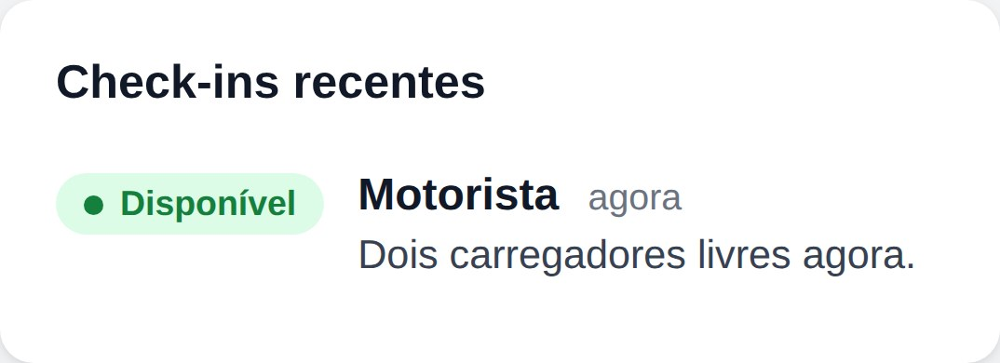 Check-ins recentes
Disponível
Motorista agora
Dois carregadores livres agora.